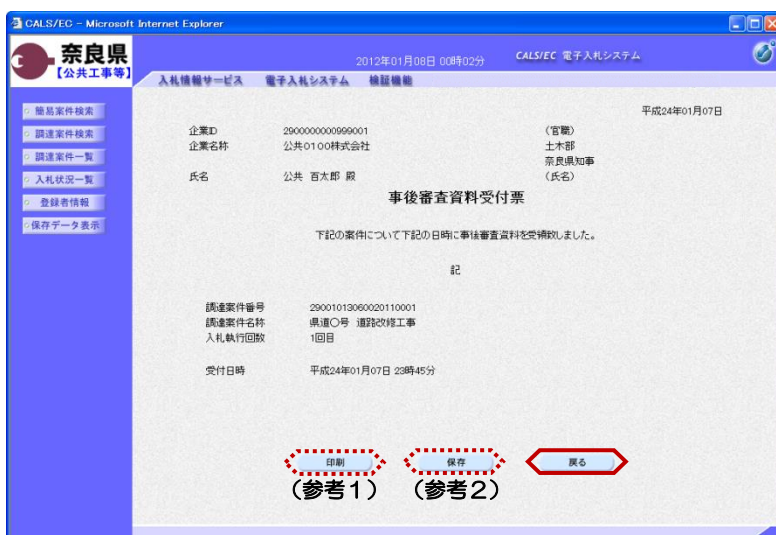 CALS/EC - Microsoft Internet Explorer
奈良県
【公共工事等】
2012年01月08日 00時02分
CALS/EC 電子入札システム
入札情報サービス 電子入札システム 検証機能
簡易案件検索
調達案件検索
調達案件一覧
入札状況一覧
登録者情報
保存データ表示
平成24年01月07日
企業ID 2900000000999001 (官職)
企業名称 公共0100株式会社 土木部
奈良県知事
氏名 公共 百太郎 殿 (氏名)
事後審査資料受付票
下記の案件について下記の日時に事後審査資料を受領致しました。
記
調達案件番号 29001013060020110001
調達案件名称 県道〇号 道路改修工事
入札執行回数 1回目
受付日時 平成24年01月07日 23時45分
印刷 保存 戻る
(参考1) (参考2)